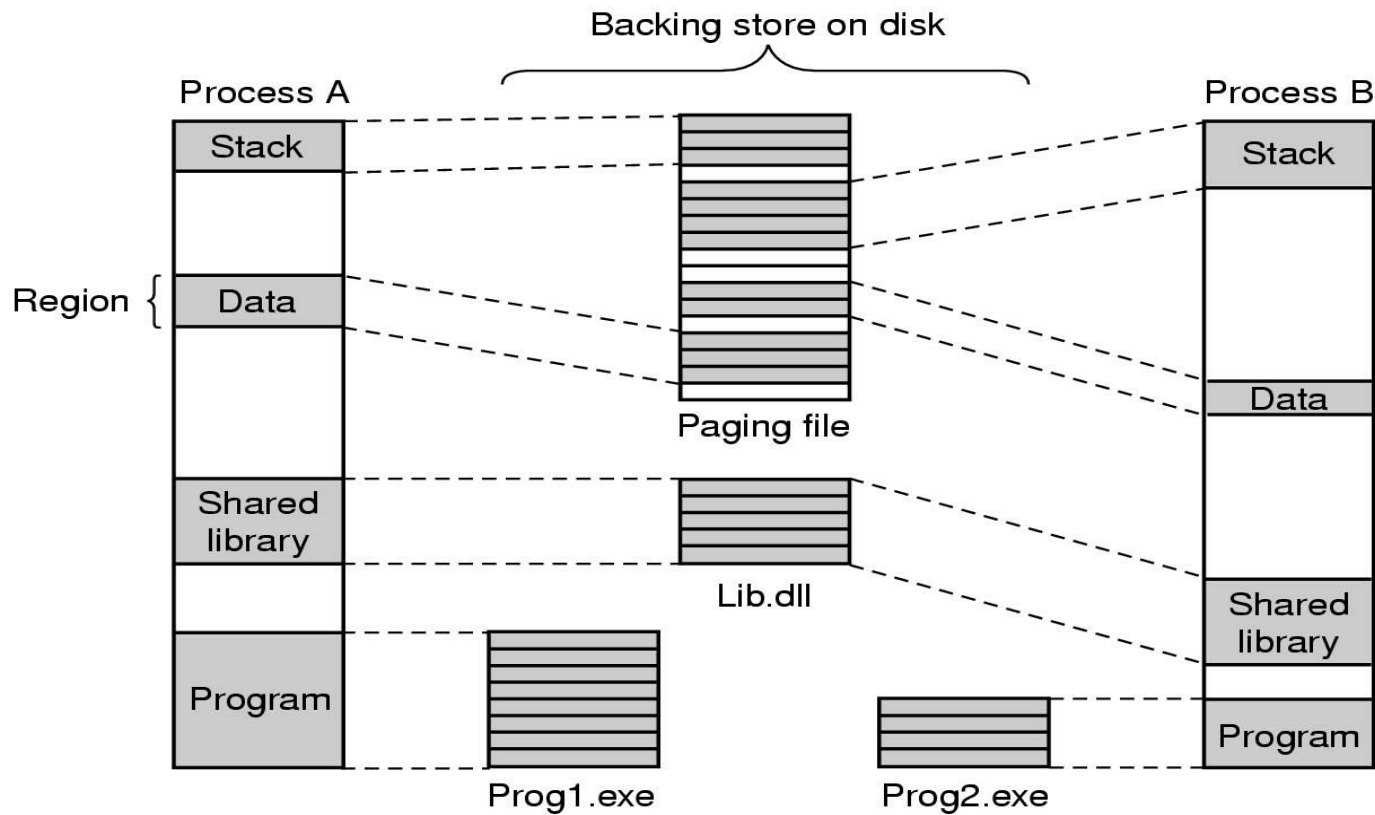 Backing store on disk
Process A
Process B
Stack
Stack
Region
Data
Data
Paging file
Shared
library
Lib.dll
Shared
library
Program
Program
Prog1.exe
Prog2.exe